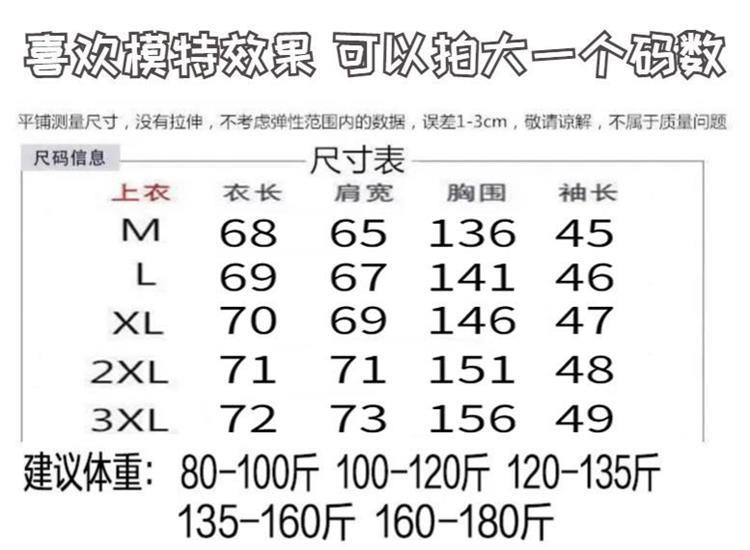 喜欢模特效果 可以拍大一个码数
平铺测量尺寸，没有拉伸，不考虑弹性范围内的数据，误差1-3cm，敬请谅解，不属于质量问题
尺码信息 尺寸表
上衣 衣长 肩宽 胸围 袖长
M 68 65 136 45
L 69 67 141 46
XL 70 69 146 47
2XL 71 71 151 48
3XL 72 73 156 49
建议体重：80-100斤 100-120斤 120-135斤
135-160斤 160-180斤